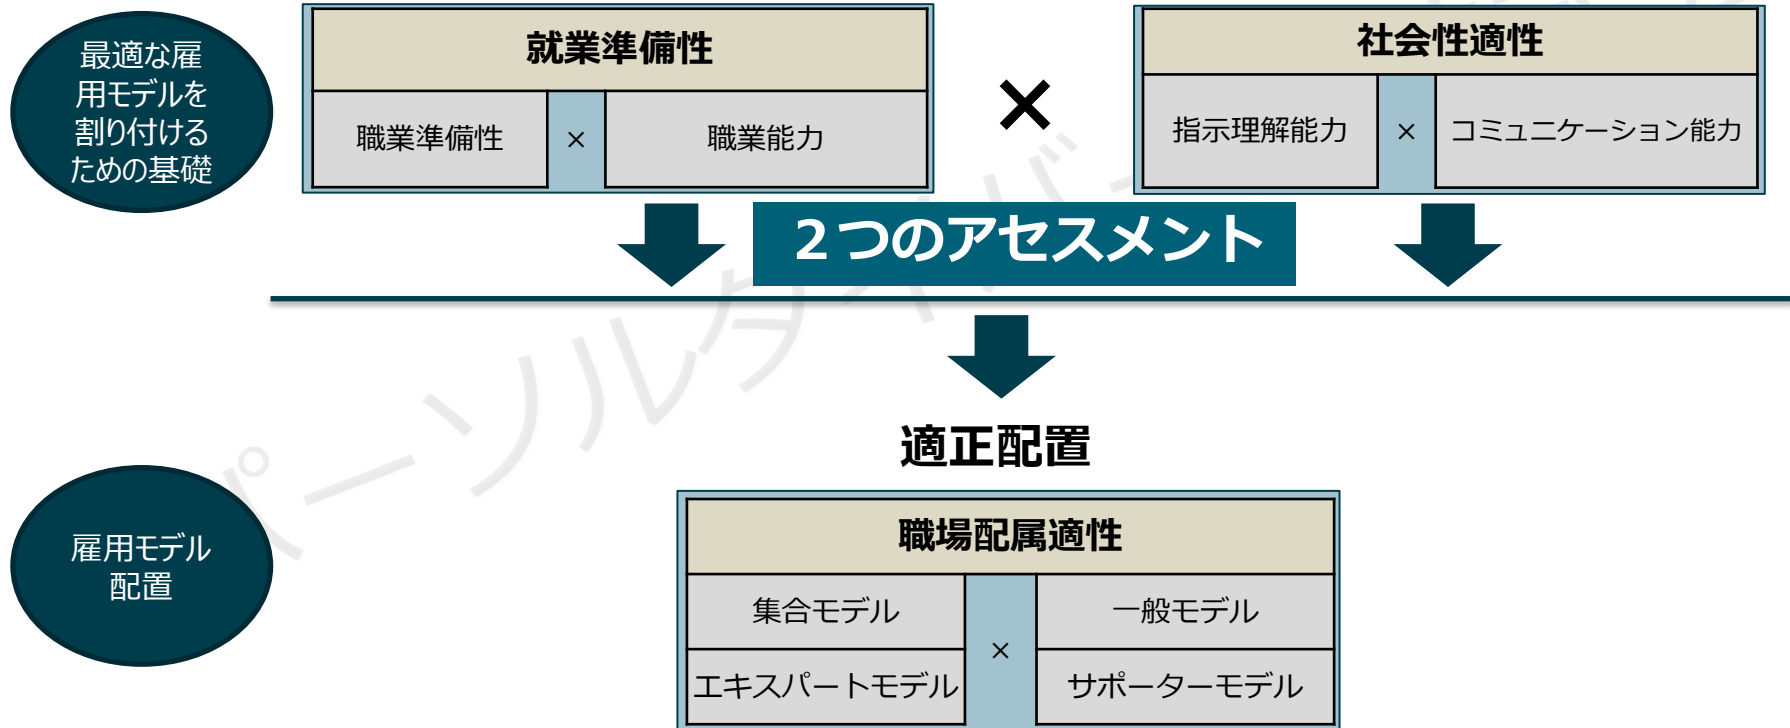 最適な雇
用モデルを
割り付ける
ための基礎
就業準備性
職業準備性 × 職業能力
×
社会性適性
指示理解能力 × コミュニケーション能力
２つのアセスメント
適正配置
雇用モデル
配置
職場配属適性
集合モデル
一般モデル
×
エキスパートモデル
サポーターモデル